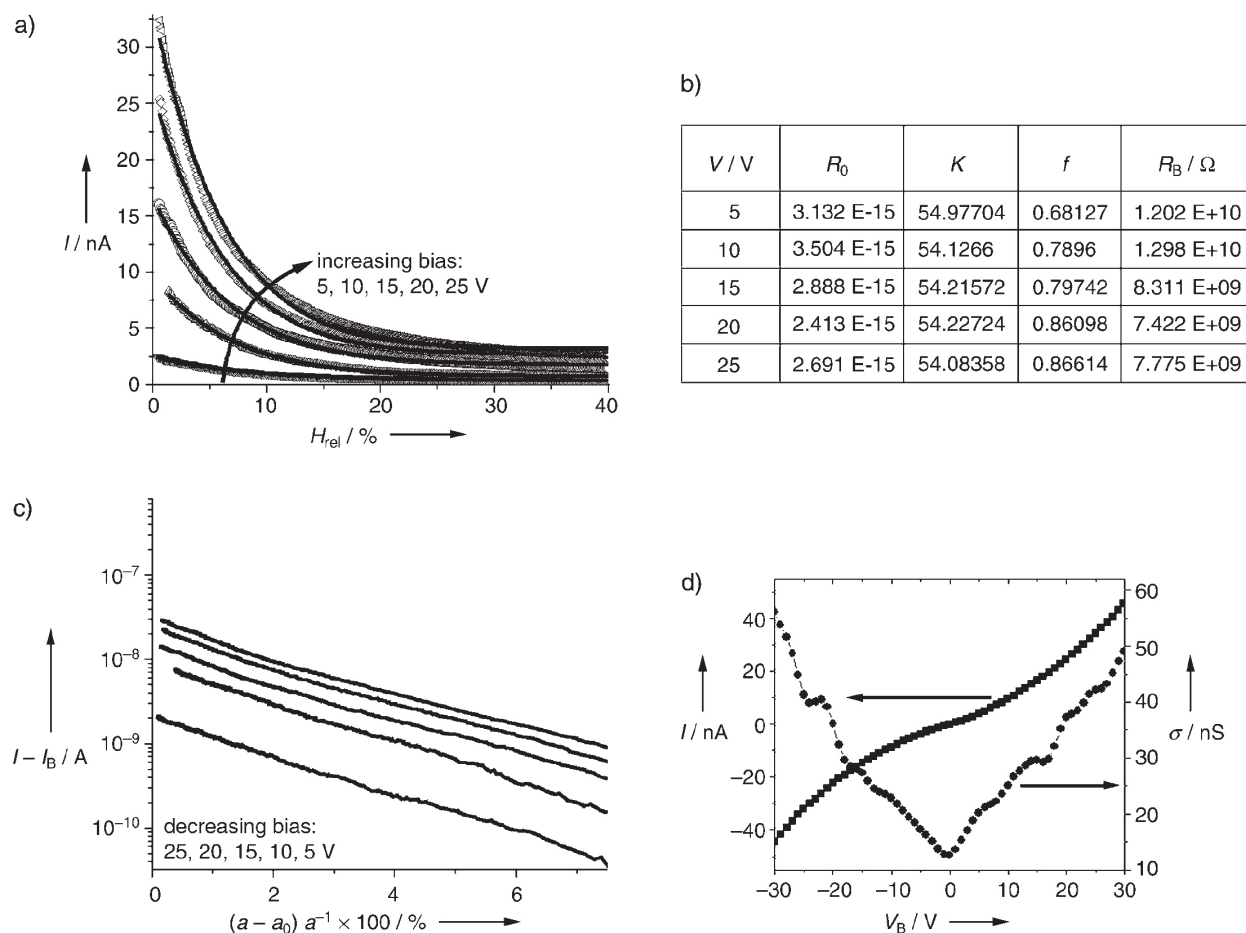 a)
30
25
20
15
10
5
0
I / nA
increasing bias:
5, 10, 15, 20, 25 V
0 10 20 30 40
Hrel / %
b)
V / V R0 K f RB / Ω
5 3.132 E-15 54.97704 0.68127 1.202 E+10
10 3.504 E-15 54.1266 0.7896 1.298 E+10
15 2.888 E-15 54.21572 0.79742 8.311 E+09
20 2.413 E-15 54.22724 0.86098 7.422 E+09
25 2.691 E-15 54.08358 0.86614 7.775 E+09
c)
10⁻⁷
10⁻⁸
10⁻⁹
10⁻¹⁰
I – IB / A
decreasing bias:
25, 20, 15, 10, 5 V
0 2 4 6
(a – a₀) a⁻¹ × 100 / %
d)
40
20
0
–20
–40
I / nA
60
50
40
30
20
10
σ / nS
–30 –20 –10 0 10 20 30
VB / V